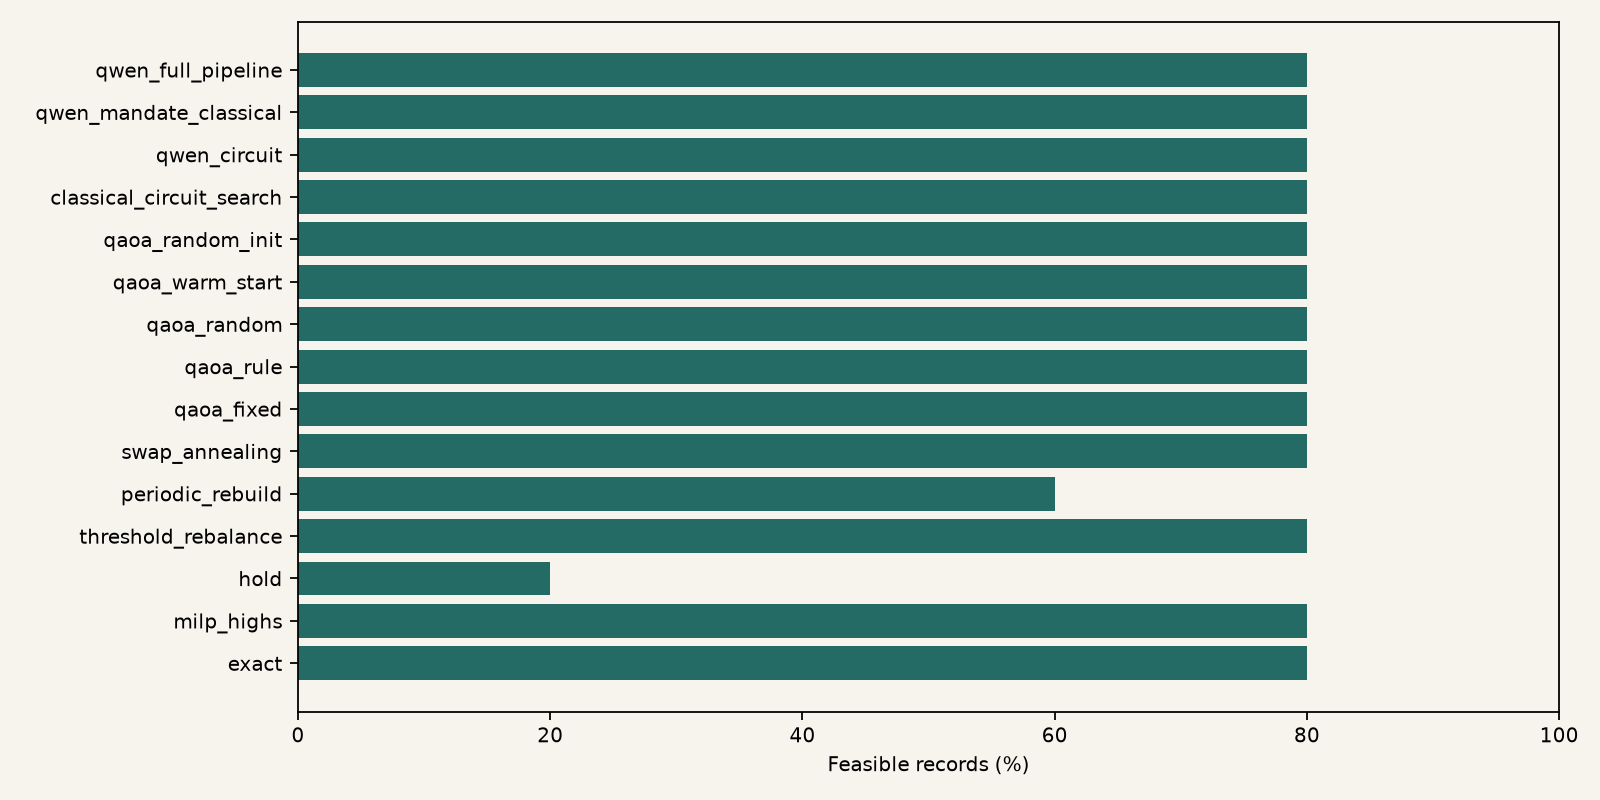 qwen_full_pipeline
qwen_mandate_classical
qwen_circuit
classical_circuit_search
qaoa_random_init
qaoa_warm_start
qaoa_random
qaoa_rule
qaoa_fixed
swap_annealing
periodic_rebuild
threshold_rebalance
hold
milp_highs
exact
0 20 40 60 80 100
Feasible records (%)